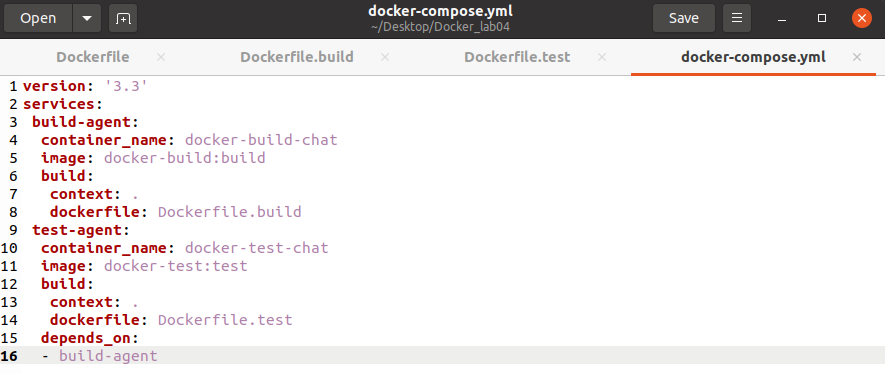 Open docker-compose.yml Save
~/Desktop/Docker_lab04
Dockerfile Dockerfile.build Dockerfile.test docker-compose.yml
1 version: '3.3'
2 services:
3  build-agent:
4   container_name: docker-build-chat
5   image: docker-build:build
6   build:
7    context: .
8    dockerfile: Dockerfile.build
9  test-agent:
10   container_name: docker-test-chat
11   image: docker-test:test
12   build:
13    context: .
14    dockerfile: Dockerfile.test
15   depends_on:
16   - build-agent